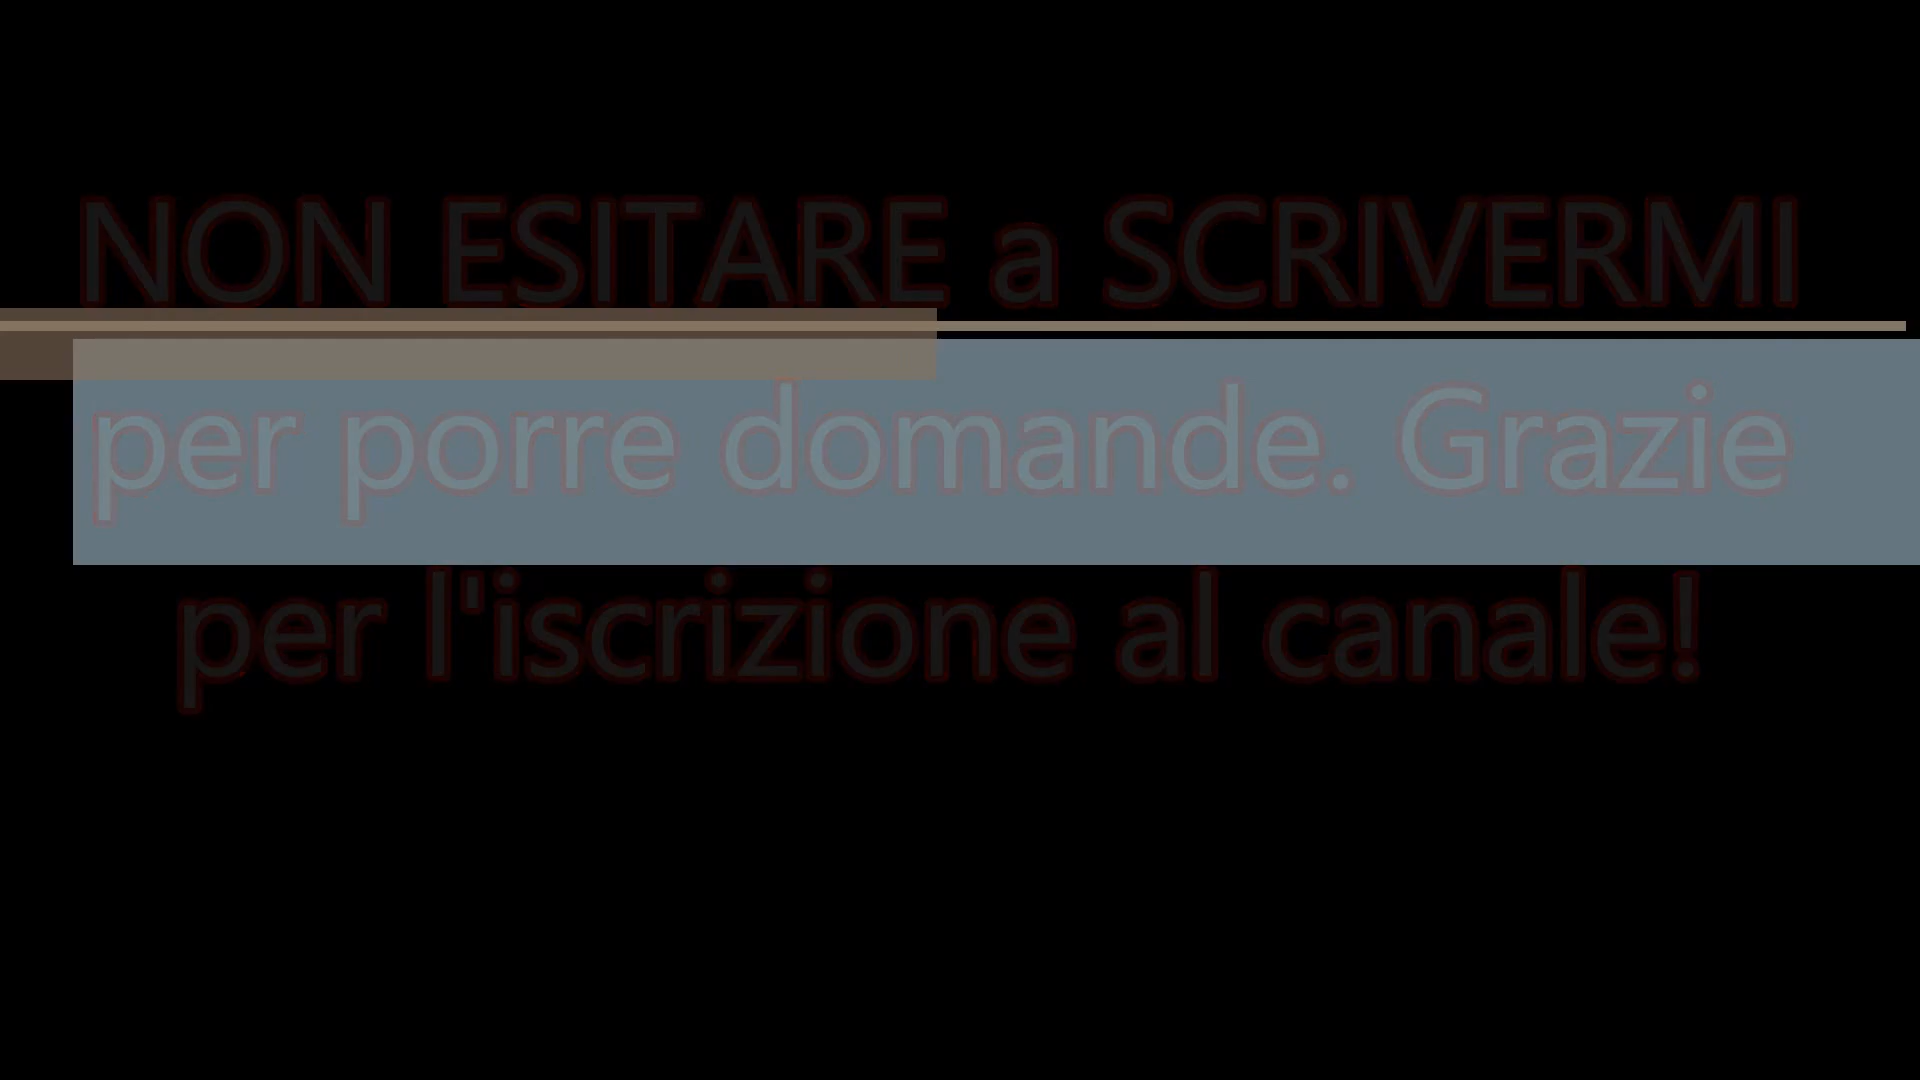 NON ESITARE a SCRIVERMI
per porre domande. Grazie
per l'iscrizione al canale!